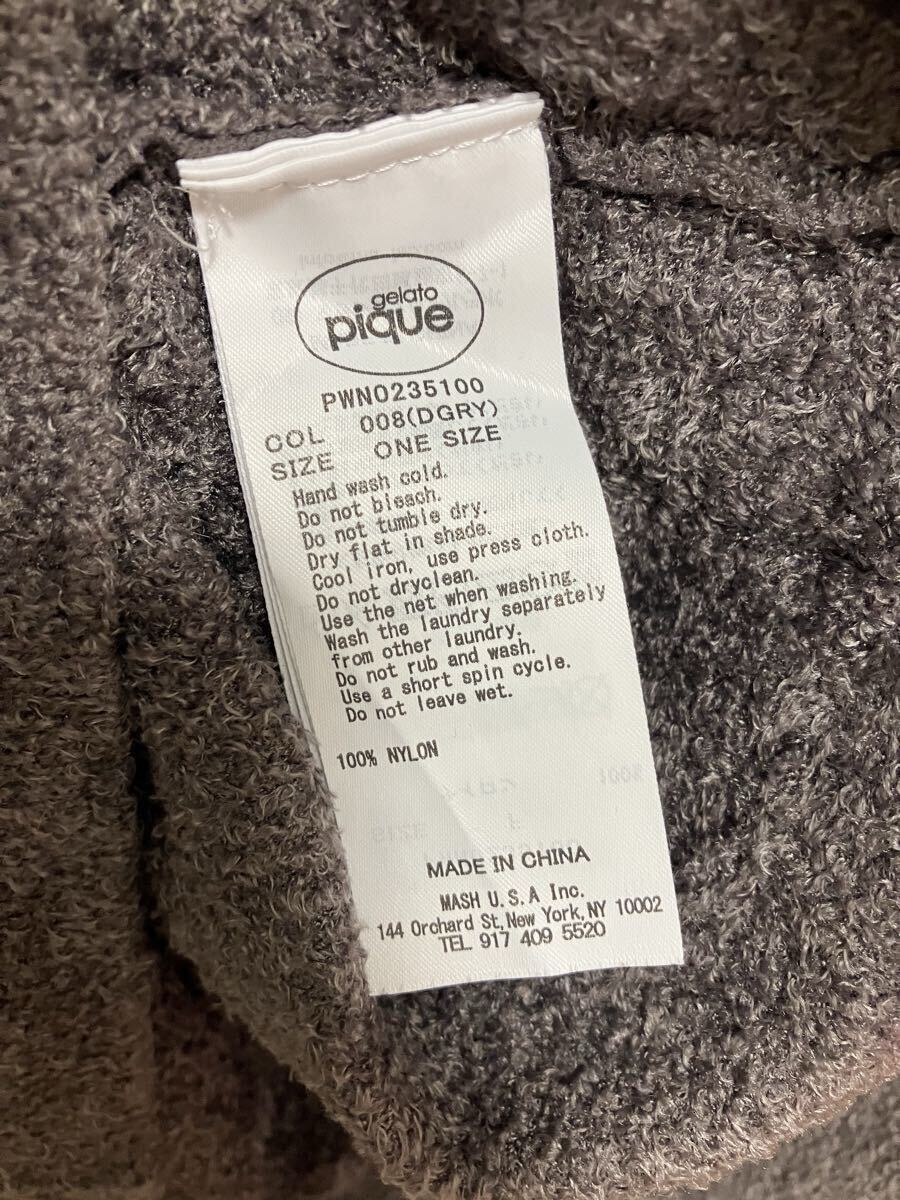 gelato
pique
PWNO235100
COL 008(DGRY)
SIZE ONE SIZE
Hand wash cold.
Do not bleach.
Do not tumble dry.
Dry flat in shade.
Cool iron, use press cloth.
Do not dryclean.
Use the net when washing.
Wash the laundry separately
from other laundry.
Do not rub and wash.
Use a short spin cycle.
Do not leave wet.
100% NYLON
MADE IN CHINA
MASH U.S.A Inc.
144 Orchard St, New York, NY 10002
TEL 917 409 5520